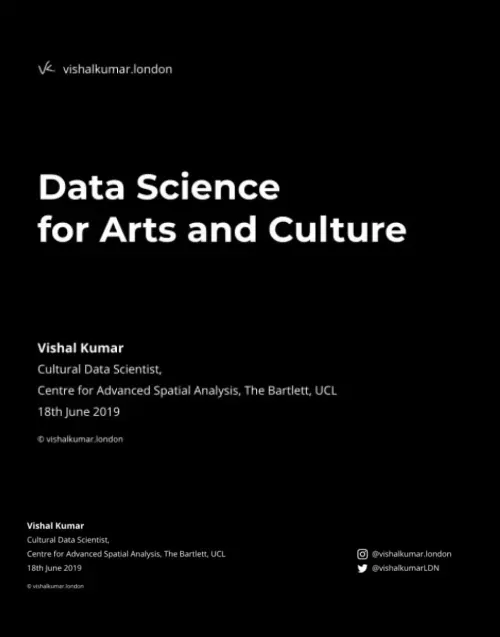 vishalkumar.london
Data Science
for Arts and Culture
Vishal Kumar
Cultural Data Scientist,
Centre for Advanced Spatial Analysis, The Bartlett, UCL
18th June 2019
© vishalkumar.london
Vishal Kumar
Cultural Data Scientist,
Centre for Advanced Spatial Analysis, The Bartlett, UCL
@vishalkumar.london
18th June 2019
@vishalkumarLDN
© vishalkumar.london